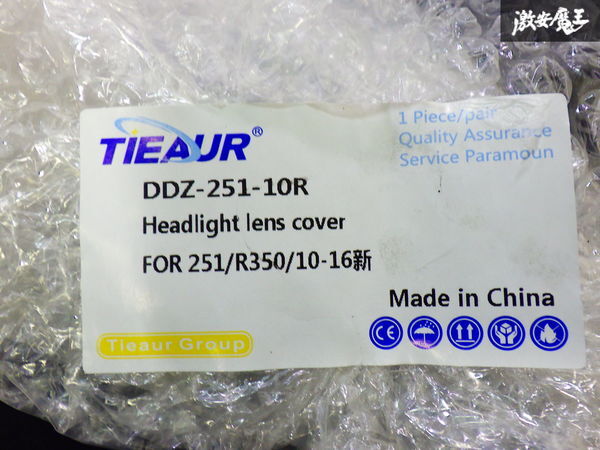 激安魔王
TIEAUR®
1 Piece/pair
Quality Assurance
Service Paramoun
DDZ-251-10R
Headlight lens cover
FOR 251/R350/10-16新
Made in China
Tieaur Group
CE